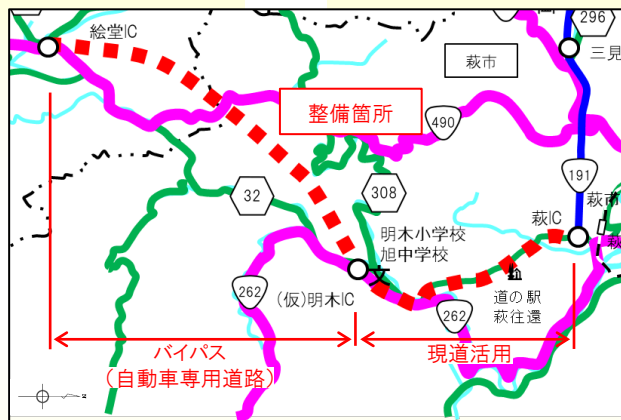 絵堂IC
296
三見
萩市
整備箇所
490
191
32
308
萩市
萩IC
明木小学校
旭中学校
文
262
(仮)明木IC
道の駅
萩往還
262
バイパス
(自動車専用道路)
現道活用